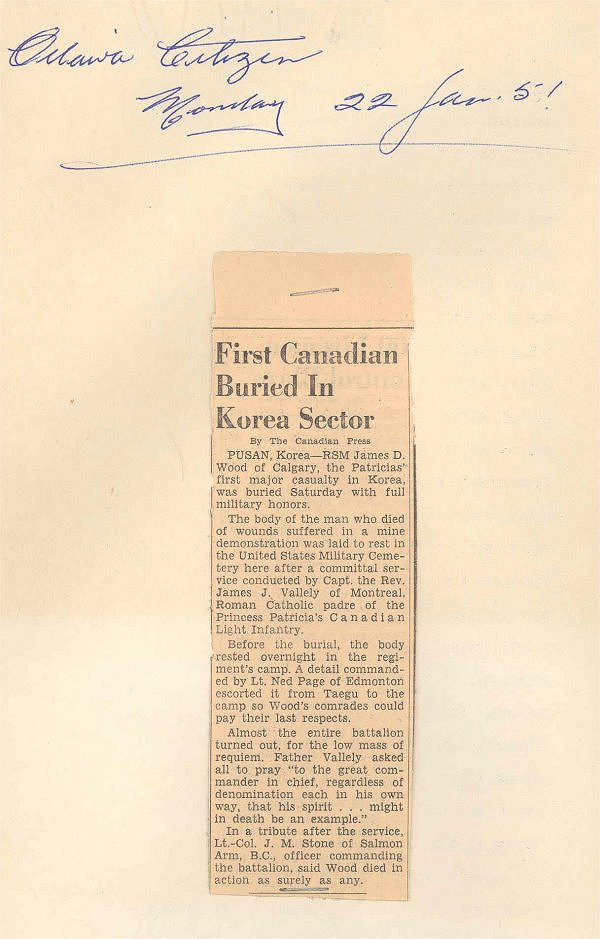 Ottawa Citizen
Monday 22 Jan. 51
First Canadian
Buried In
Korea Sector
By The Canadian Press
PUSAN, Korea—RSM James D.
Wood of Calgary, the Patricias'
first major casualty in Korea,
was buried Saturday with full
military honors.
The body of the man who died
of wounds suffered in a mine
demonstration was laid to rest in
the United States Military Ceme-
tery here after a committal ser-
vice conducted by Capt. the Rev.
James J. Vallely of Montreal,
Roman Catholic padre of the
Princess Patricia's Canadian
Light Infantry.
Before the burial, the body
rested overnight in the regi-
ment's camp. A detail command-
ed by Lt. Ned Page of Edmonton
escorted it from Taegu to the
camp so Wood's comrades could
pay their last respects.
Almost the entire battalion
turned out, for the low mass of
requiem. Father Vallely asked
all to pray "to the great com-
mander in chief, regardless of
denomination each in his own
way, that his spirit . . . might
in death be an example."
In a tribute after the service,
Lt.-Col. J. M. Stone of Salmon
Arm, B.C., officer commanding
the battalion, said Wood died in
action as surely as any.